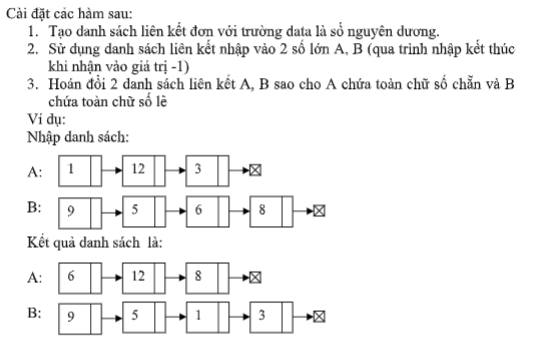 Cài đặt các hàm sau:
1. Tạo danh sách liên kết đơn với trường data là số nguyên dương.
2. Sử dụng danh sách liên kết nhập vào 2 số lớn A, B (qua trình nhập kết thúc
khi nhận vào giá trị -1)
3. Hoán đổi 2 danh sách liên kết A, B sao cho A chứa toàn chữ số chẵn và B
chứa toàn chữ số lẽ
Ví dụ:
Nhập danh sách:
A: 1 12 3
B: 9 5 6 8
Kết quả danh sách là:
A: 6 12 8
B: 9 5 1 3